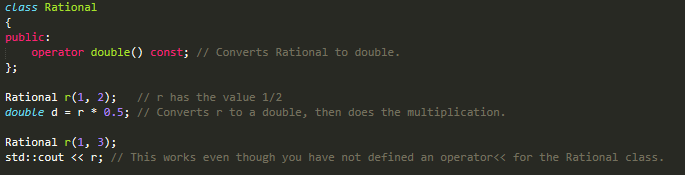 class Rational
{
public:
    operator double() const; // Converts Rational to double.
};

Rational r(1, 2);   // r has the value 1/2
double d = r * 0.5; // Converts r to a double, then does the multiplication.

Rational r(1, 3);
std::cout << r; // This works even though you have not defined an operator<< for the Rational class.